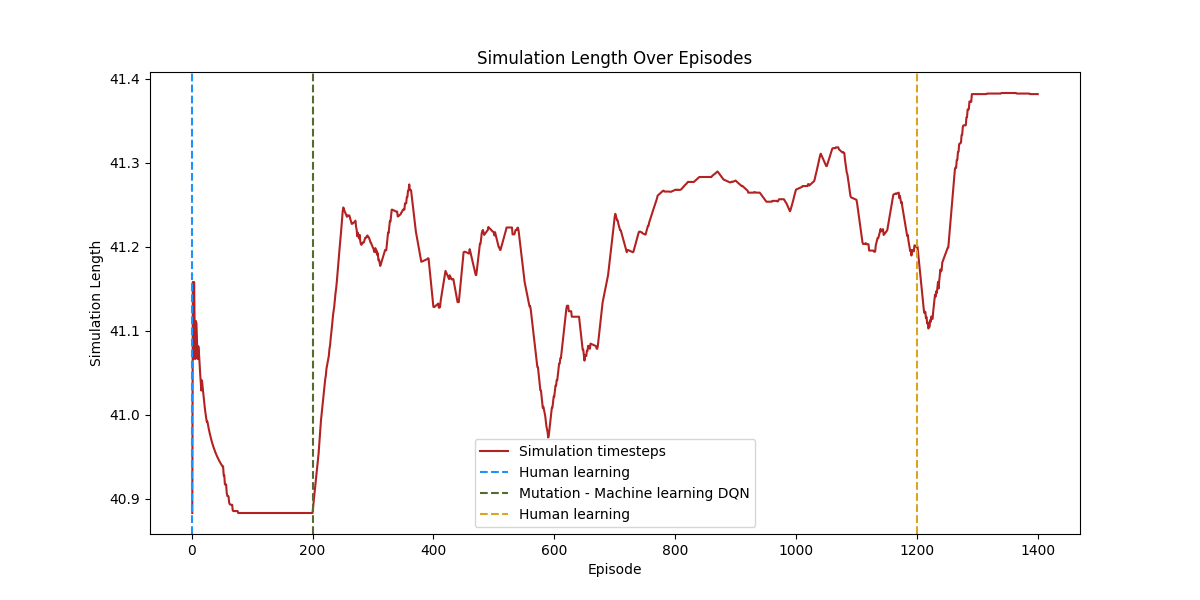 Simulation Length Over Episodes
41.4
41.3
41.2
41.1
41.0
40.9
Simulation Length
Simulation timesteps
Human learning
Mutation - Machine learning DQN
Human learning
0 200 400 600 800 1000 1200 1400
Episode